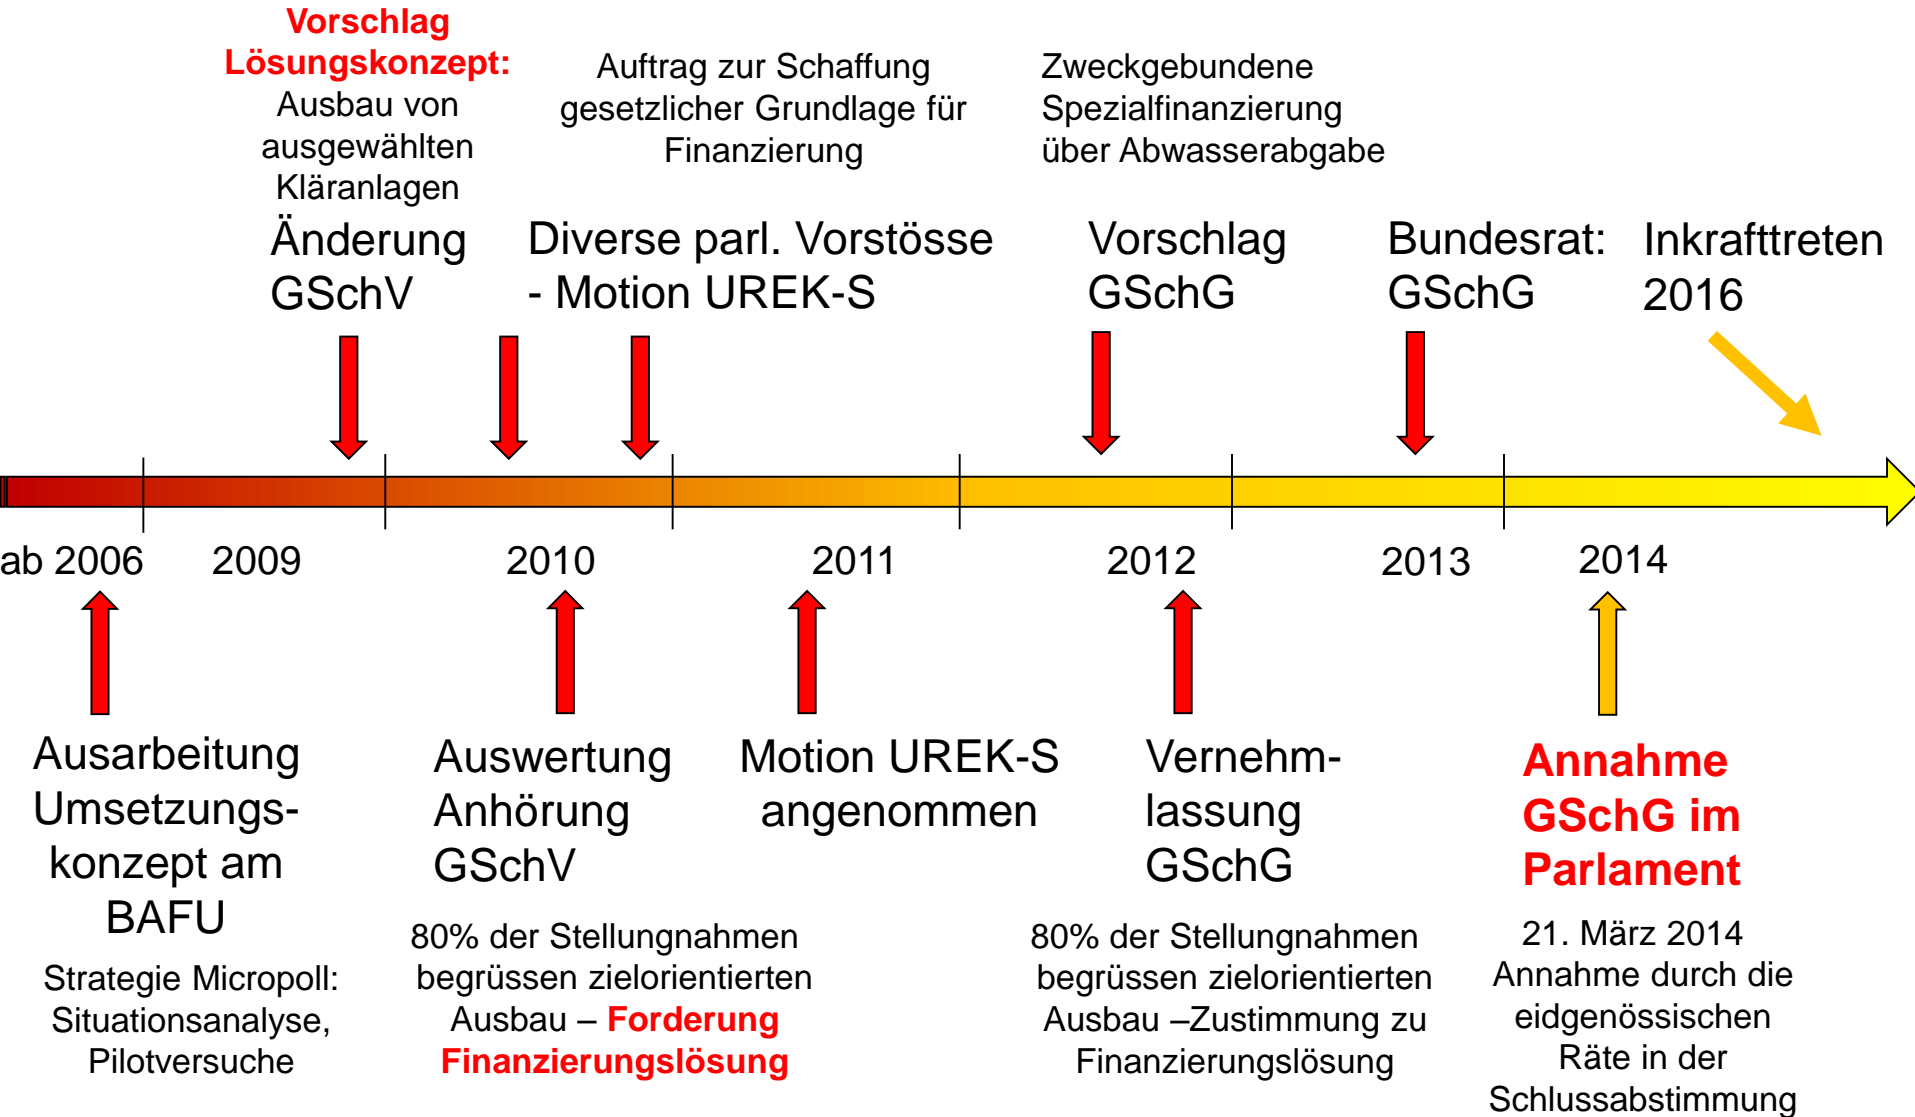 Vorschlag
Lösungskonzept:
Ausbau von
ausgewählten
Kläranlagen
Änderung
GSchV
Auftrag zur Schaffung
gesetzlicher Grundlage für
Finanzierung
Diverse parl. Vorstösse
- Motion UREK-S
Zweckgebundene
Spezialfinanzierung
über Abwasserabgabe
Vorschlag
GSchG
Bundesrat:
GSchG
Inkrafttreten
2016
ab 2006
2009
2010
2011
2012
2013
2014
Ausarbeitung
Umsetzungs-
konzept am
BAFU
Strategie Micropoll:
Situationsanalyse,
Pilotversuche
Auswertung
Anhörung
GSchV
80% der Stellungnahmen
begrüssen zielorientierten
Ausbau – Forderung
Finanzierungslösung
Motion UREK-S
angenommen
Vernehm-
lassung
GSchG
80% der Stellungnahmen
begrüssen zielorientierten
Ausbau –Zustimmung zu
Finanzierungslösung
Annahme
GSchG im
Parlament
21. März 2014
Annahme durch die
eidgenössischen
Räte in der
Schlussabstimmung